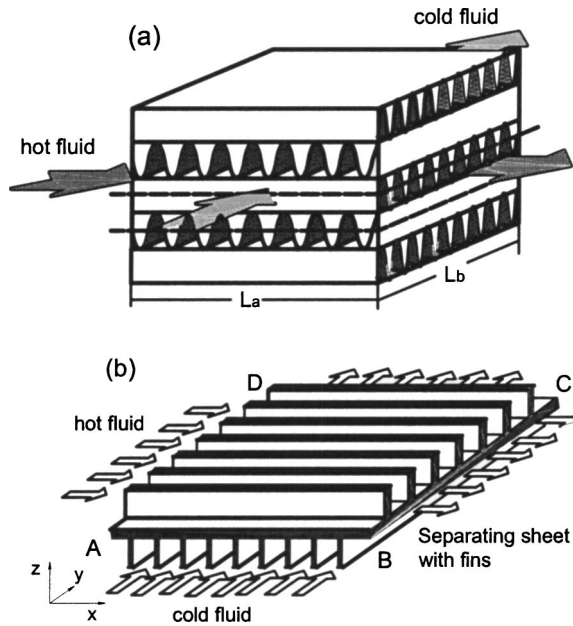 (a)
cold fluid
hot fluid
La
Lb
(b)
D
C
hot fluid
A
B
Separating sheet
with fins
z
y
x
cold fluid